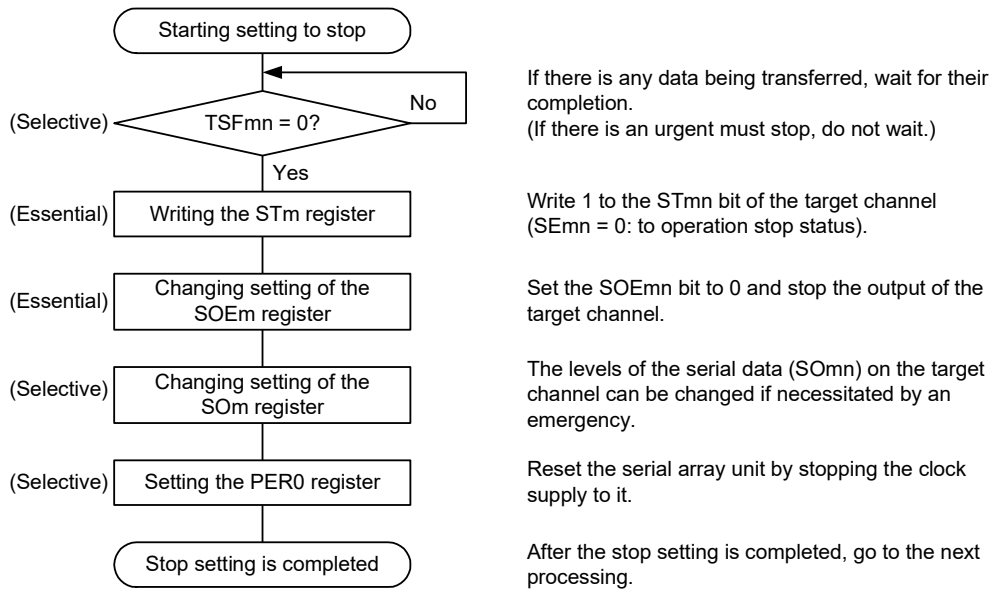 Starting setting to stop
(Selective)
TSFmn = 0?
No
Yes
If there is any data being transferred, wait for their
completion.
(If there is an urgent must stop, do not wait.)
(Essential)
Writing the STm register
Write 1 to the STmn bit of the target channel
(SEmn = 0: to operation stop status).
(Essential)
Changing setting of the
SOEm register
Set the SOEmn bit to 0 and stop the output of the
target channel.
(Selective)
Changing setting of the
SOm register
The levels of the serial data (SOmn) on the target
channel can be changed if necessitated by an
emergency.
(Selective)
Setting the PER0 register
Reset the serial array unit by stopping the clock
supply to it.
Stop setting is completed
After the stop setting is completed, go to the next
processing.